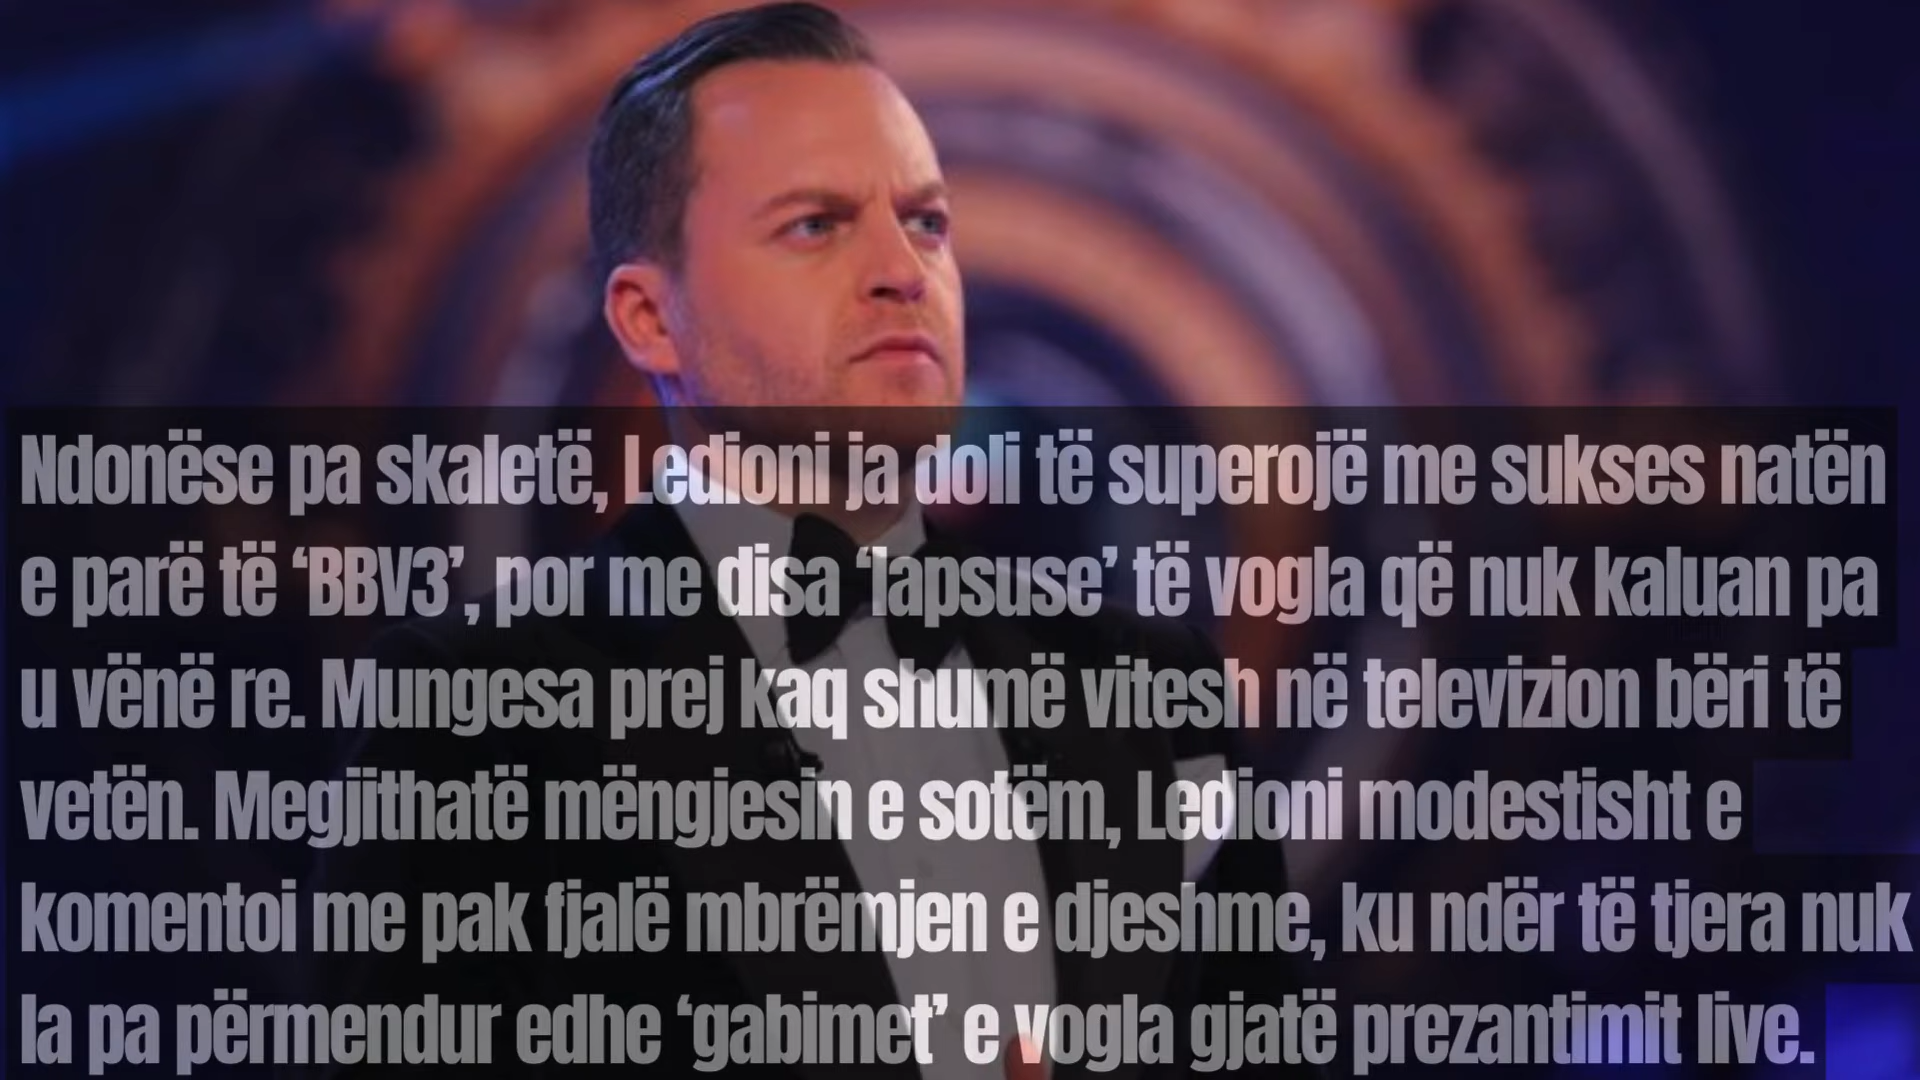 Ndonëse pa skaletë, Ledioni ja doli të superojë me sukses natën
e parë të ‘BBV3’, por me disa ‘lapsuse’ të vogla që nuk kaluan pa
u vënë re. Mungesa prej kaq shumë vitesh në televizion bëri të
vetën. Megjithatë mëngjesin e sotëm, Ledioni modestisht e
komentoi me pak fjalë mbrëmjen e djeshme, ku ndër të tjera nuk
la pa përmendur edhe ‘gabimet’ e vogla gjatë prezantimit live.